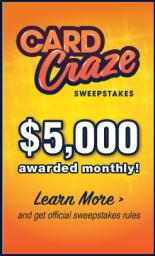 CARD
Craze
SWEEPSTAKES
$5,000
awarded monthly!
Learn More >
and get official sweepstakes rules